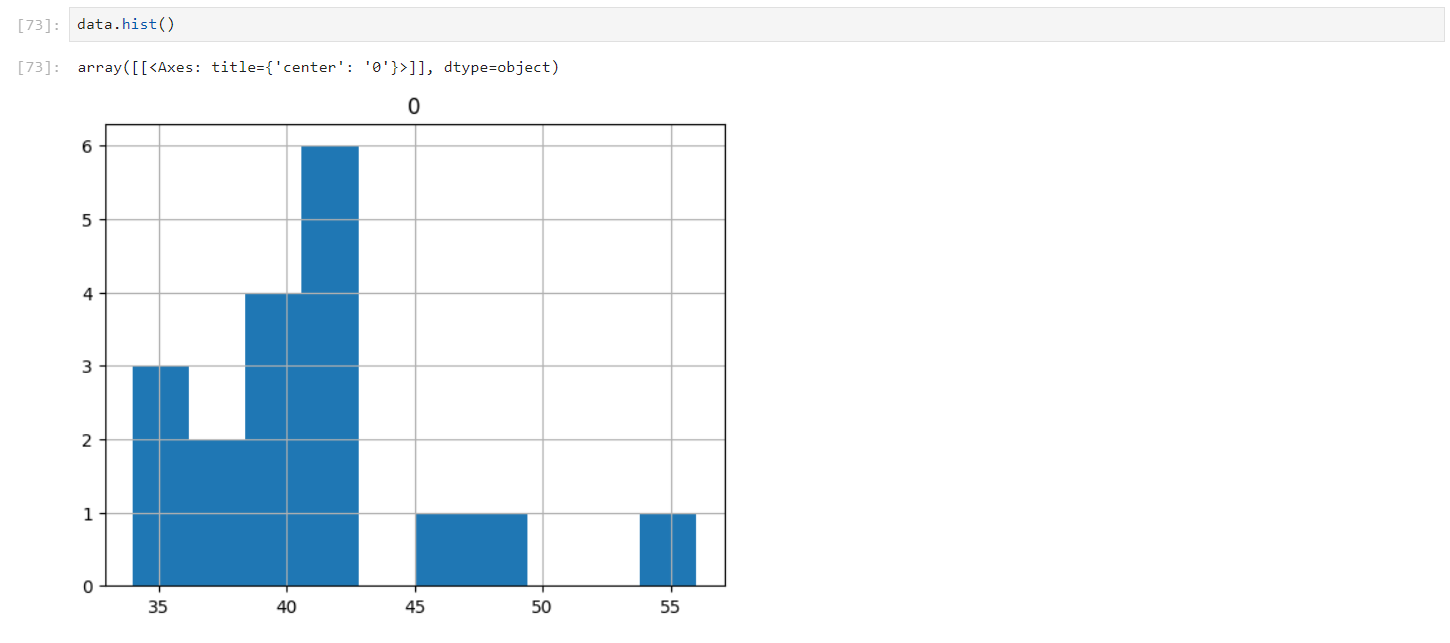 [73]: data.hist()
[73]: array([[<Axes: title={'center': '0'}>]], dtype=object)
0
6
5
4
3
2
1
0
35 40 45 50 55